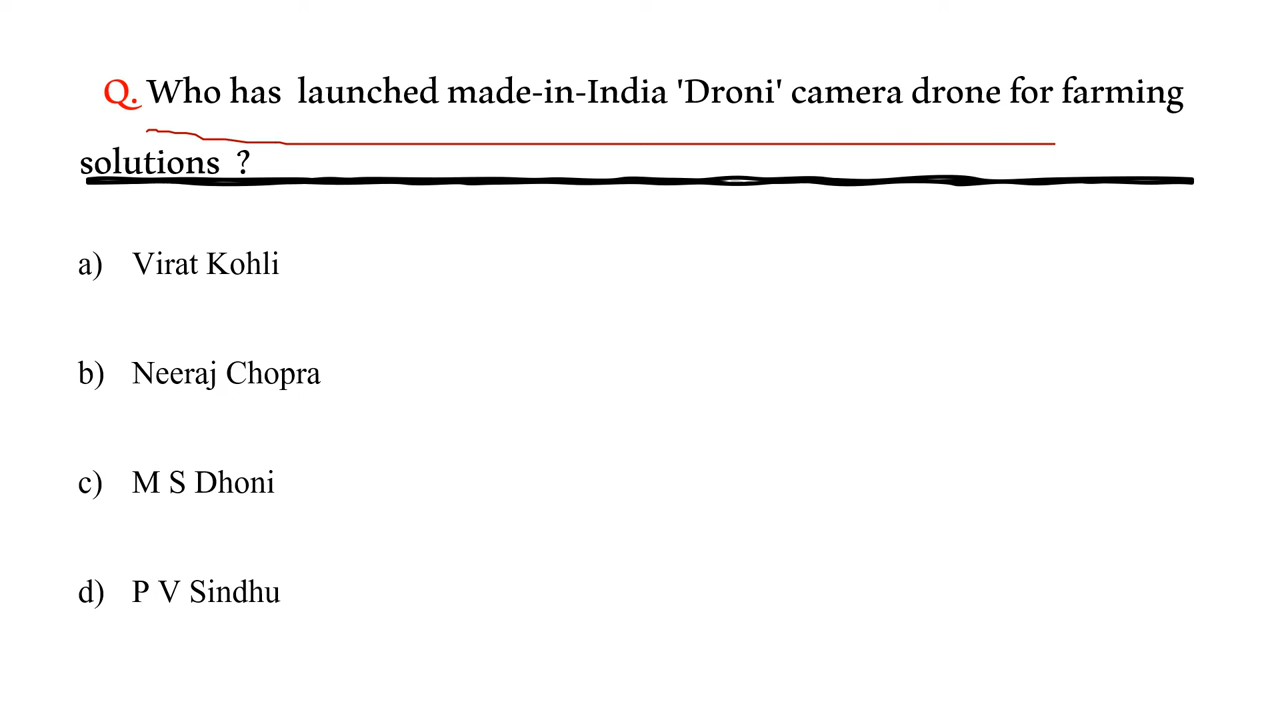 Q. Who has launched made-in-India 'Droni' camera drone for farming
solutions ?
a) Virat Kohli
b) Neeraj Chopra
c) M S Dhoni
d) P V Sindhu